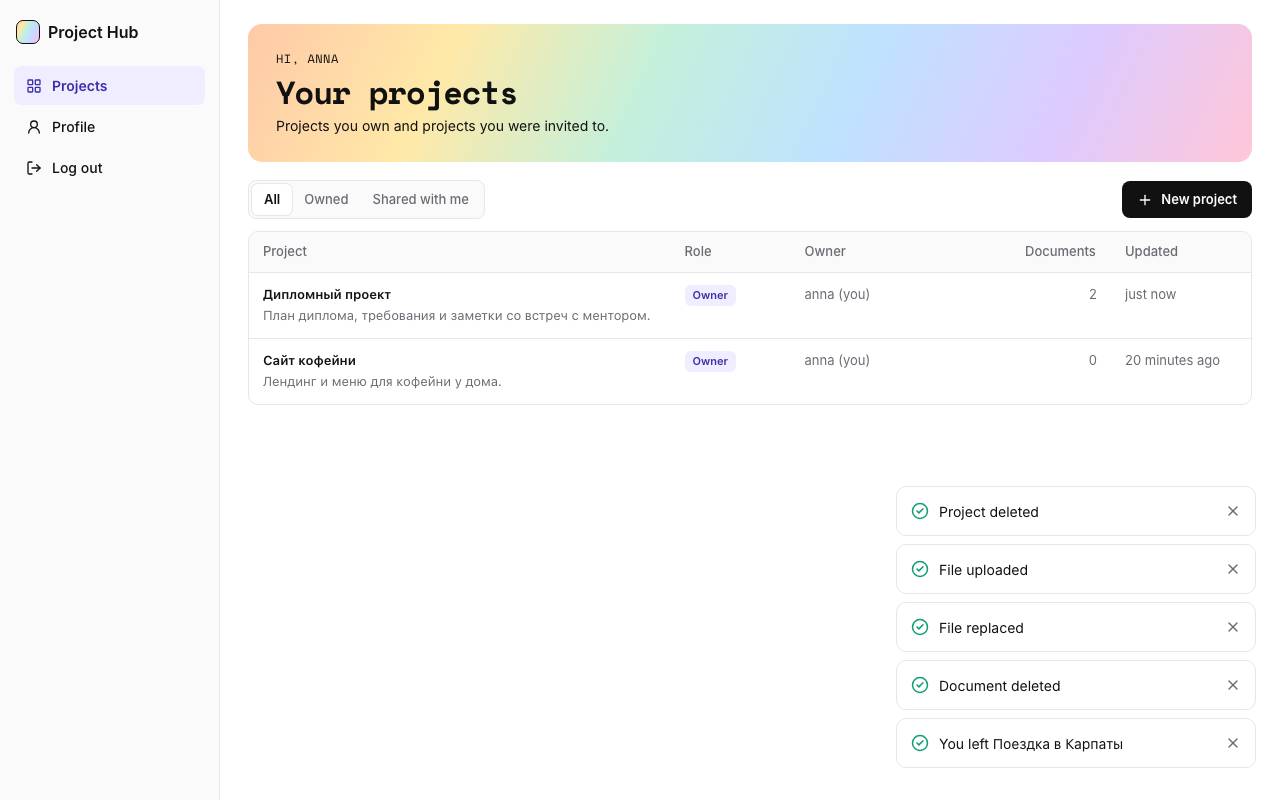 Project Hub
Projects
Profile
Log out
HI, ANNA
Your projects
Projects you own and projects you were invited to.
All Owned Shared with me
New project
Project Role Owner Documents Updated
Дипломный проект Owner anna (you) 2 just now
План диплома, требования и заметки со встреч с ментором.
Сайт кофейни Owner anna (you) 0 20 minutes ago
Лендинг и меню для кофейни у дома.
Project deleted
File uploaded
File replaced
Document deleted
You left Поездка в Карпаты